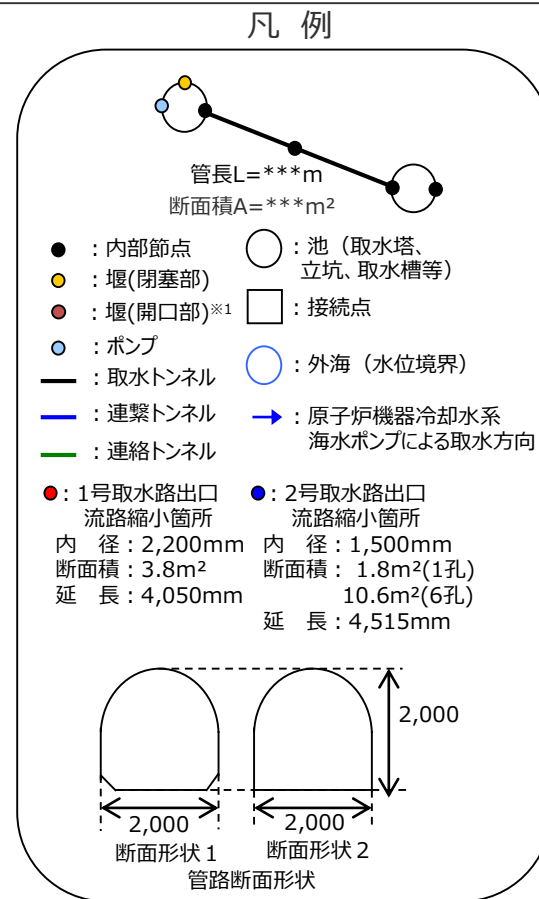 凡 例
管長L=***m
断面積A=***m²
：内部節点
：堰(閉塞部)
：堰(開口部)※1
：ポンプ
：取水トンネル
：連繋トンネル
：連絡トンネル
：池（取水塔、
立坑、取水槽等）
：接続点
：外海（水位境界）
：原子炉機器冷却水系
海水ポンプによる取水方向
：1号取水路出口
流路縮小箇所
内　径：2,200mm
断面積：3.8m²
延　長：4,050mm
：2号取水路出口
流路縮小箇所
内　径：1,500mm
断面積： 1.8m²(1孔)
10.6m²(6孔)
延　長：4,515mm
2,000
2,000
2,000
断面形状１
断面形状２
管路断面形状